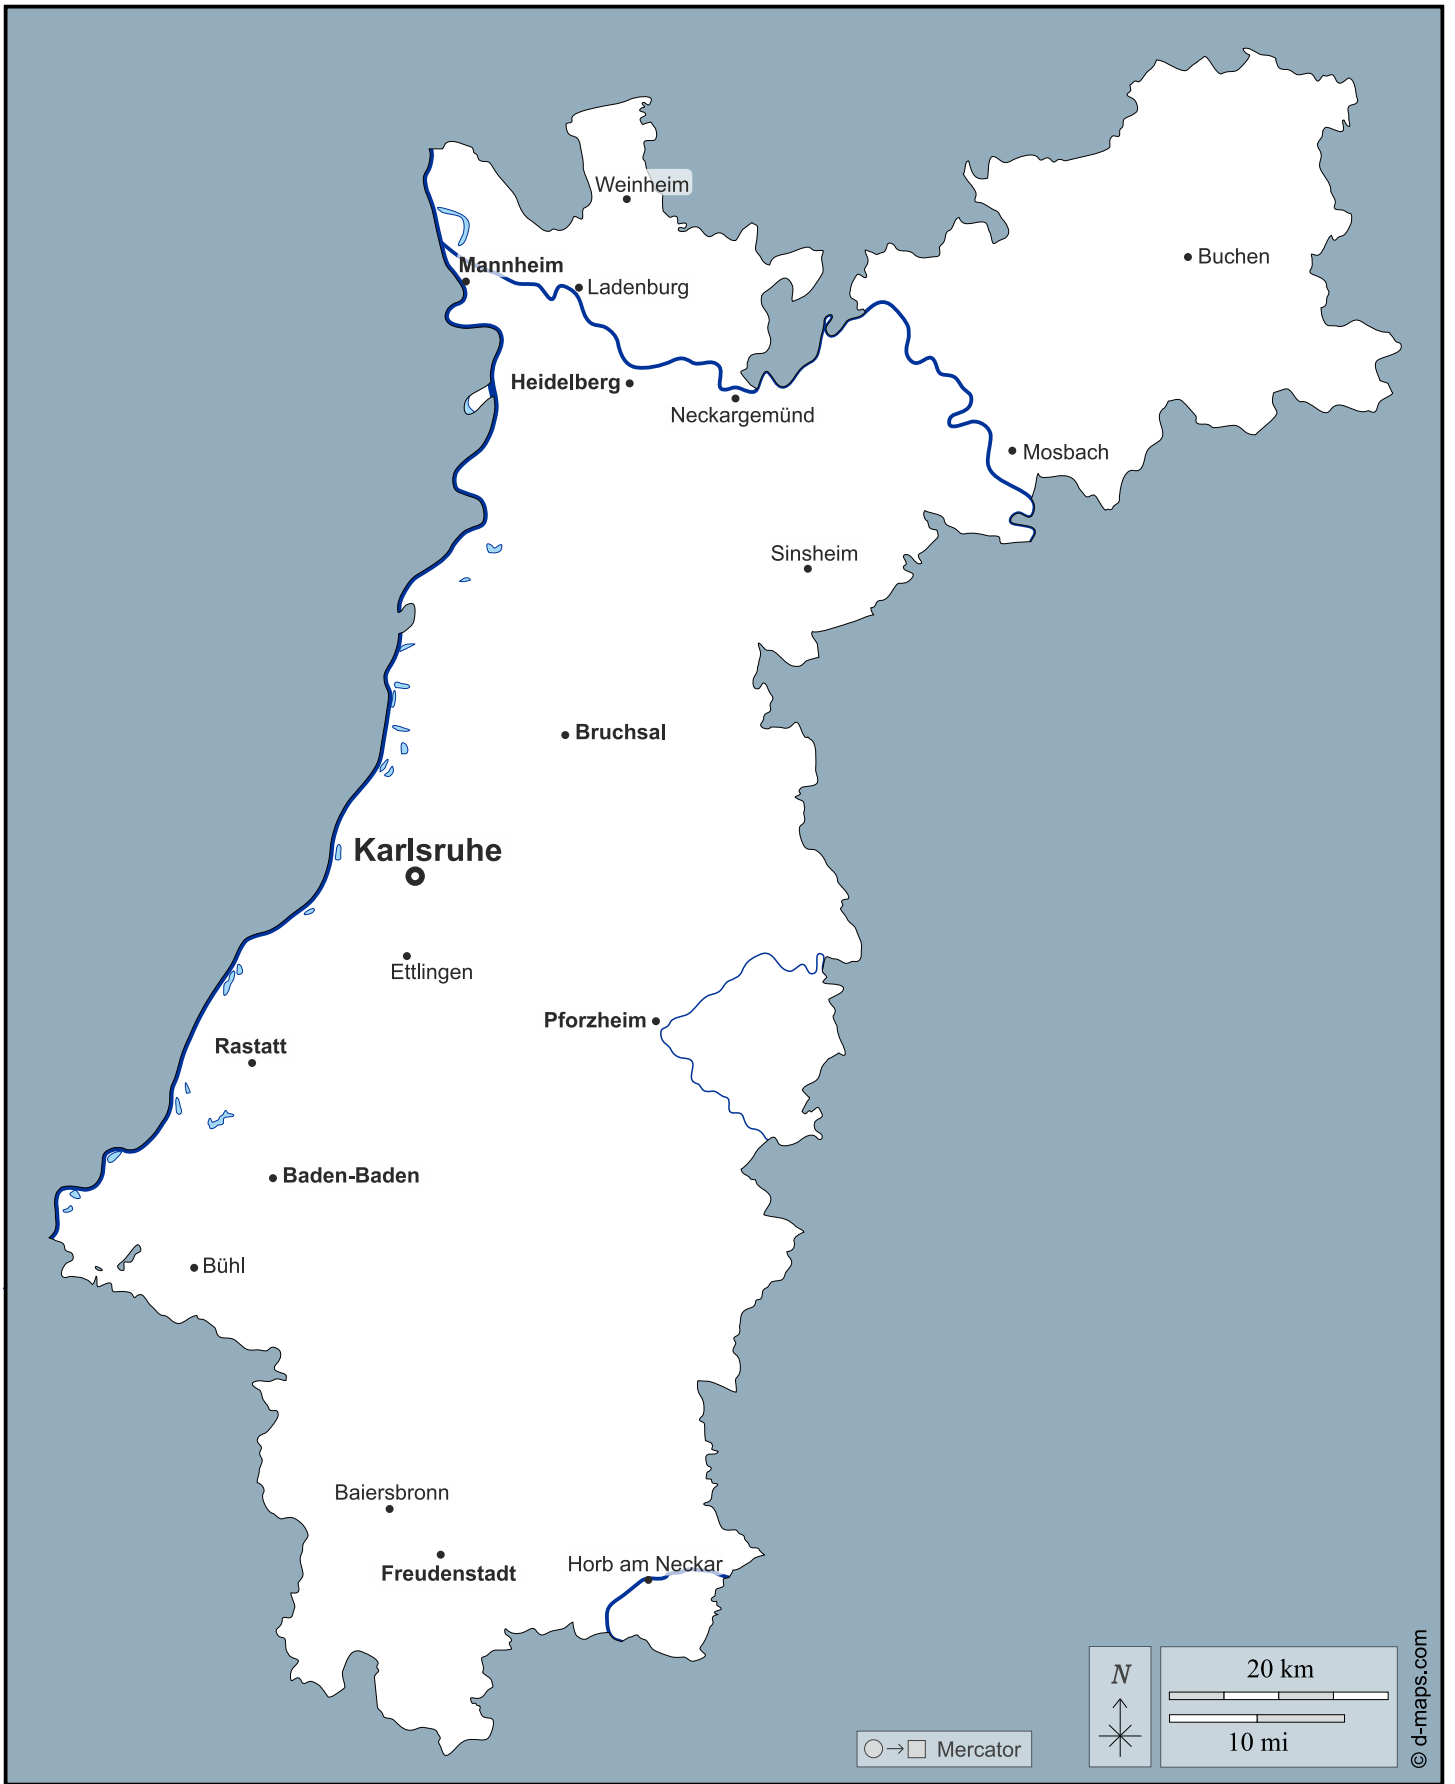 Weinheim
Buchen
Mannheim
Ladenburg
Heidelberg
Neckargemünd
Mosbach
Sinsheim
Bruchsal
Karlsruhe
Ettlingen
Pforzheim
Rastatt
Baden-Baden
Bühl
Baiersbronn
Freudenstadt
Horb am Neckar
N
20 km
10 mi
Mercator
© d-maps.com